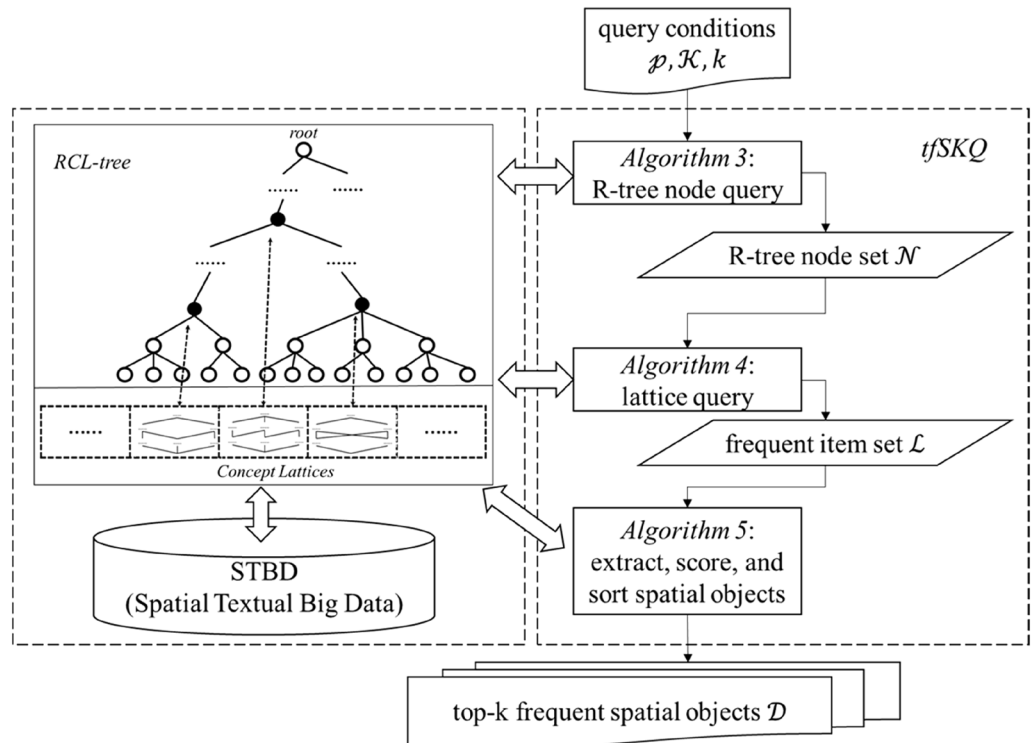 query conditions
𝓅, 𝒦, k
RCL-tree
root
......
......
......
......
......
......
Concept Lattices
STBD
(Spatial Textual Big Data)
tfSKQ
Algorithm 3:
R-tree node query
R-tree node set 𝒩
Algorithm 4:
lattice query
frequent item set ℒ
Algorithm 5:
extract, score, and
sort spatial objects
top-k frequent spatial objects 𝒟